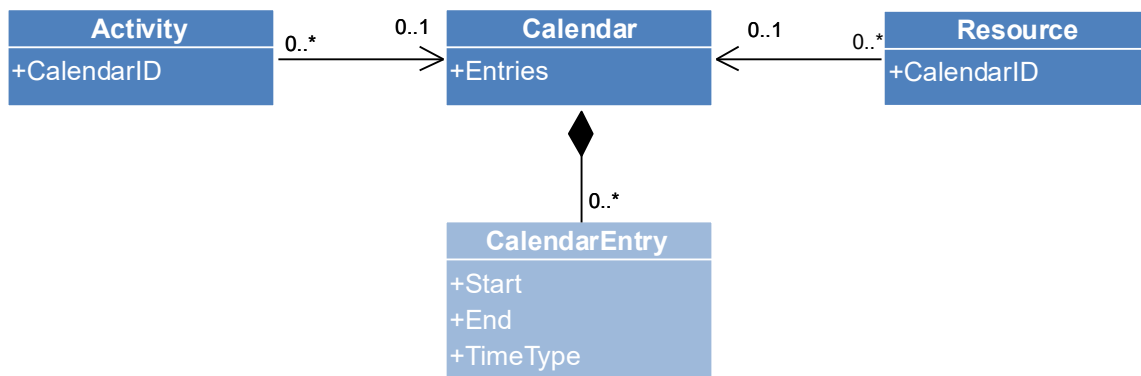 Activity
+CalendarID
0..*
0..1
Calendar
+Entries
0..1
0..*
Resource
+CalendarID
0..*
CalendarEntry
+Start
+End
+TimeType